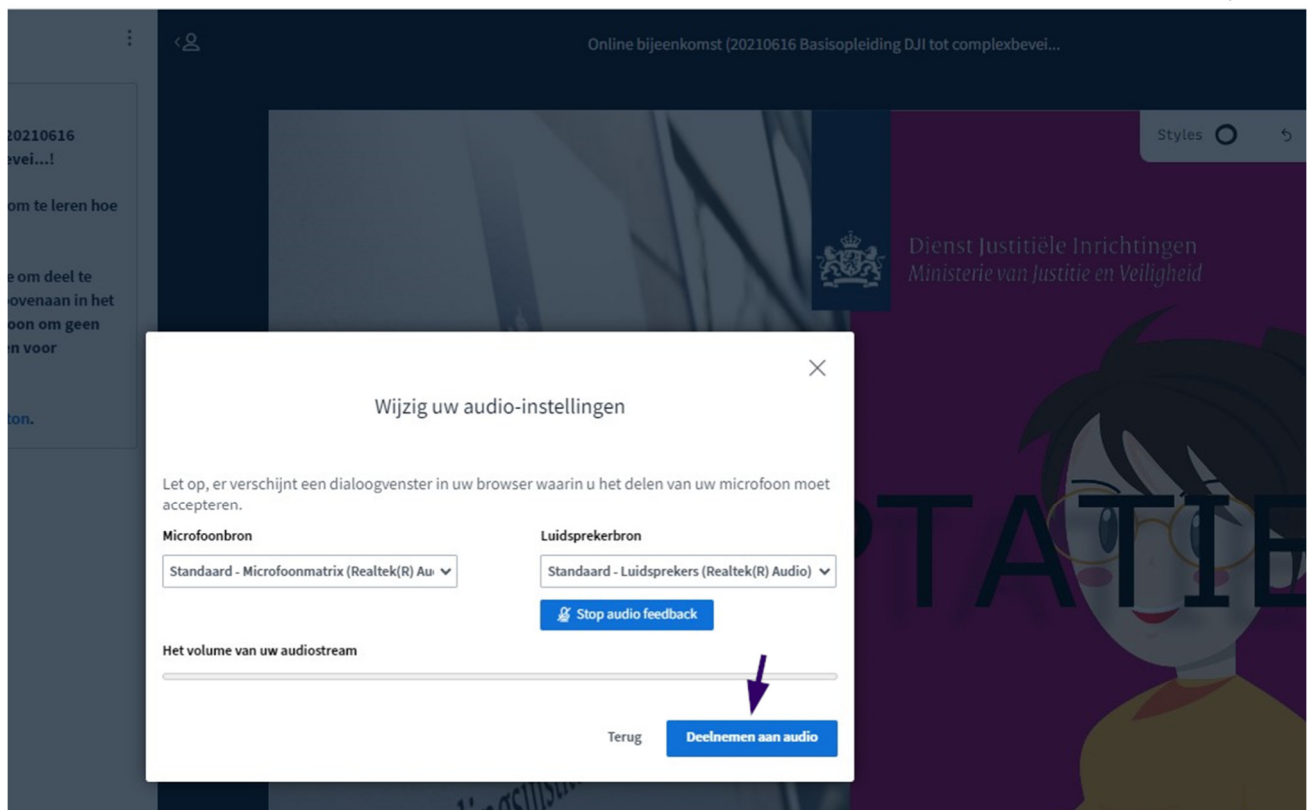 Online bijeenkomst (20210616 Basisopleiding DJI tot complexbevei...
20210616
evei...!
om te leren hoe
e om deel te
ovenaan in het
oon om geen
n voor
ton.
Styles
Dienst Justitiële Inrichtingen
Ministerie van Justitie en Veiligheid
PTATIE
Wijzig uw audio-instellingen
Let op, er verschijnt een dialoogvenster in uw browser waarin u het delen van uw microfoon moet
accepteren.
Microfoonbron
Luidsprekerbron
Standaard - Microfoonmatrix (Realtek(R) Au
Standaard - Luidsprekers (Realtek(R) Audio)
Stop audio feedback
Het volume van uw audiostream
Terug
Deelnemen aan audio